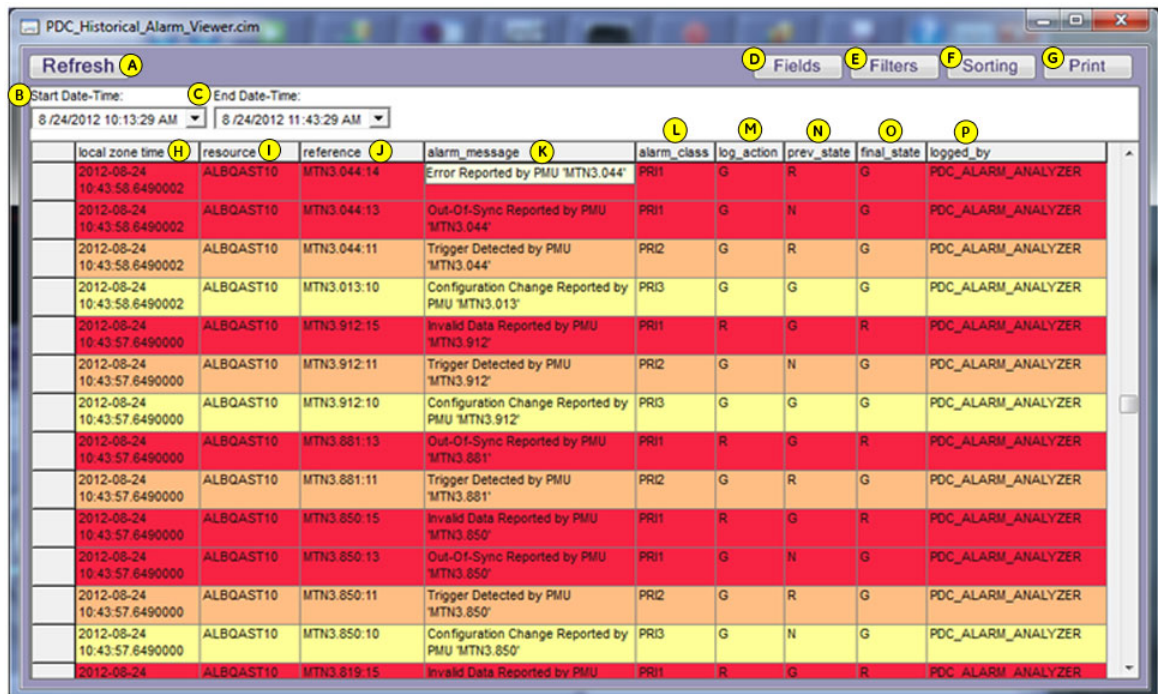 PDC_Historical_Alarm_Viewer.cim
Refresh A D Fields E Filters F Sorting G Print
B Start Date-Time: C End Date-Time:
8 /24/2012 10:13:29 AM 8 /24/2012 11:43:29 AM
L M N O P
local zone time H resource I reference J alarm_message K alarm_class log_action prev_state final_state logged_by
2012-08-24 ALBQAST10 MTN3.044:14 Error Reported by PMU 'MTN3.044' PRI1 G R G PDC_ALARM_ANALYZER
10:43:58.6490002
2012-08-24 ALBQAST10 MTN3.044:13 Out-Of-Sync Reported by PMU PRI1 G N G PDC_ALARM_ANALYZER
10:43:58.6490002 'MTN3.044'
2012-08-24 ALBQAST10 MTN3.044:11 Trigger Detected by PMU PRI2 G R G PDC_ALARM_ANALYZER
10:43:58.6490002 'MTN3.044'
2012-08-24 ALBQAST10 MTN3.013:10 Configuration Change Reported by PRI3 G G G PDC_ALARM_ANALYZER
10:43:58.6490002 PMU 'MTN3.013'
2012-08-24 ALBQAST10 MTN3.912:15 Invalid Data Reported by PMU PRI1 R G R PDC_ALARM_ANALYZER
10:43:57.6490000 'MTN3.912'
2012-08-24 ALBQAST10 MTN3.912:11 Trigger Detected by PMU PRI2 G N G PDC_ALARM_ANALYZER
10:43:57.6490000 'MTN3.912'
2012-08-24 ALBQAST10 MTN3.912:10 Configuration Change Reported by PRI3 G G G PDC_ALARM_ANALYZER
10:43:57.6490000 PMU 'MTN3.912'
2012-08-24 ALBQAST10 MTN3.881:13 Out-Of-Sync Reported by PMU PRI1 R G R PDC_ALARM_ANALYZER
10:43:57.6490000 'MTN3.881'
2012-08-24 ALBQAST10 MTN3.881:11 Trigger Detected by PMU PRI2 G R G PDC_ALARM_ANALYZER
10:43:57.6490000 'MTN3.881'
2012-08-24 ALBQAST10 MTN3.850:15 Invalid Data Reported by PMU PRI1 R G R PDC_ALARM_ANALYZER
10:43:57.6490000 'MTN3.850'
2012-08-24 ALBQAST10 MTN3.850:13 Out-Of-Sync Reported by PMU PRI1 G N G PDC_ALARM_ANALYZER
10:43:57.6490000 'MTN3.850'
2012-08-24 ALBQAST10 MTN3.850:11 Trigger Detected by PMU PRI2 G R G PDC_ALARM_ANALYZER
10:43:57.6490000 'MTN3.850'
2012-08-24 ALBQAST10 MTN3.850:10 Configuration Change Reported by PRI3 G N G PDC_ALARM_ANALYZER
10:43:57.6490000 PMU 'MTN3.850'
2012-08-24 ALBQAST10 MTN3.819:15 Invalid Data Reported by PMU PRI1 R G R PDC_ALARM_ANALYZER